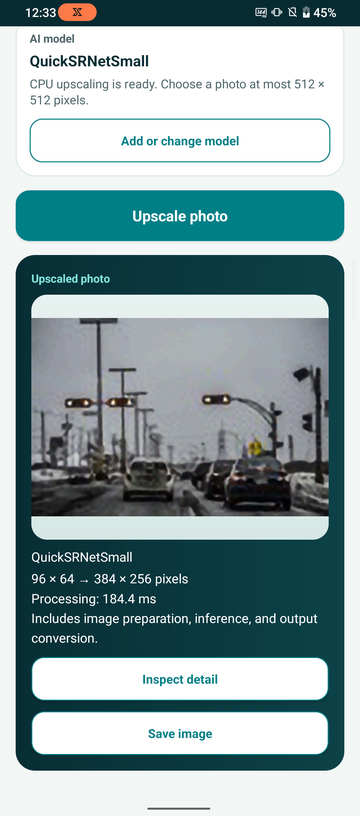 12:33
45%
AI model
QuickSRNetSmall
CPU upscaling is ready. Choose a photo at most 512 ×
512 pixels.
Add or change model
Upscale photo
Upscaled photo
QuickSRNetSmall
96 × 64 → 384 × 256 pixels
Processing: 184.4 ms
Includes image preparation, inference, and output
conversion.
Inspect detail
Save image